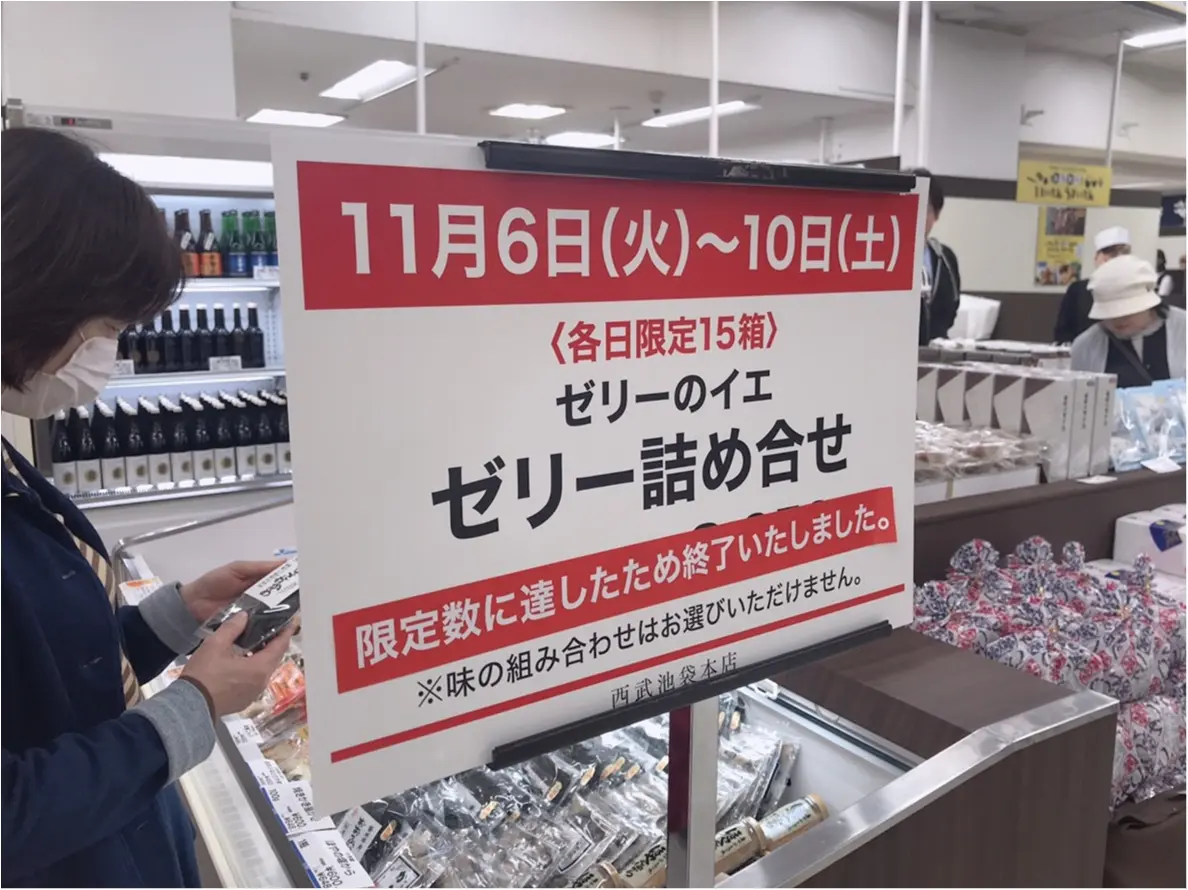 11月6日(火)～10日(土)
〈各日限定15箱〉
ゼリーのイエ
ゼリー詰め合せ
限定数に達したため終了いたしました。
※味の組み合わせはお選びいただけません。
西武池袋本店